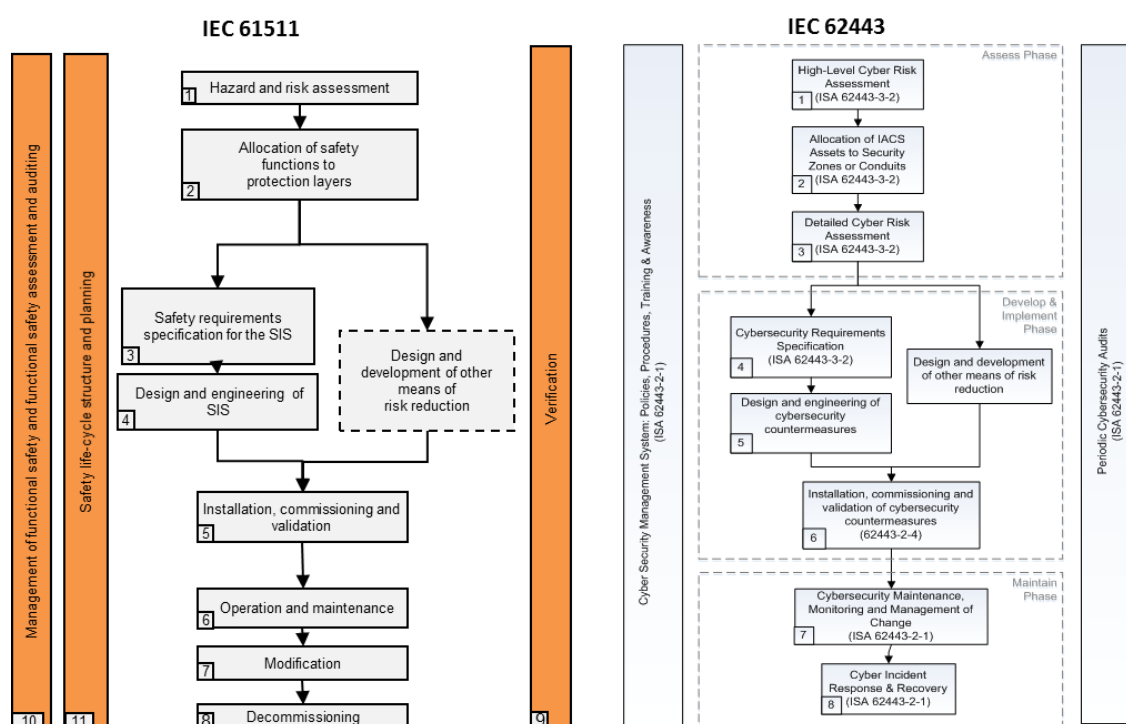 IEC 61511
Management of functional safety and functional safety assessment and auditing
10
Safety life-cycle structure and planning
11
Hazard and risk assessment
1
Allocation of safety
functions to
protection layers
2
Safety requirements
specification for the SIS
3
Design and engineering of
SIS
4
Design and
development of other
means of
risk reduction
Installation, commissioning and
validation
5
Operation and maintenance
6
Modification
7
Decommissioning
8
Verification
9
IEC 62443
Cyber Security Management System: Policies, Procedures, Training & Awareness
(ISA 62443-2-1)
Assess Phase
High-Level Cyber Risk
Assessment
(ISA 62443-3-2)
1
Allocation of IACS
Assets to Security
Zones or Conduits
(ISA 62443-3-2)
2
Detailed Cyber Risk
Assessment
(ISA 62443-3-2)
3
Develop &
Implement
Phase
Cybersecurity Requirements
Specification
(ISA 62443-3-2)
4
Design and engineering of
cybersecurity
countermeasures
5
Design and development
of other means of risk
reduction
Installation, commissioning and
validation of cybersecurity
countermeasures
(62443-2-4)
6
Maintain
Phase
Cybersecurity Maintenance,
Monitoring and Management of
Change
(ISA 62443-2-1)
7
Cyber Incident
Response & Recovery
(ISA 62443-2-1)
8
Periodic Cybersecurity Audits
(ISA 62443-2-1)